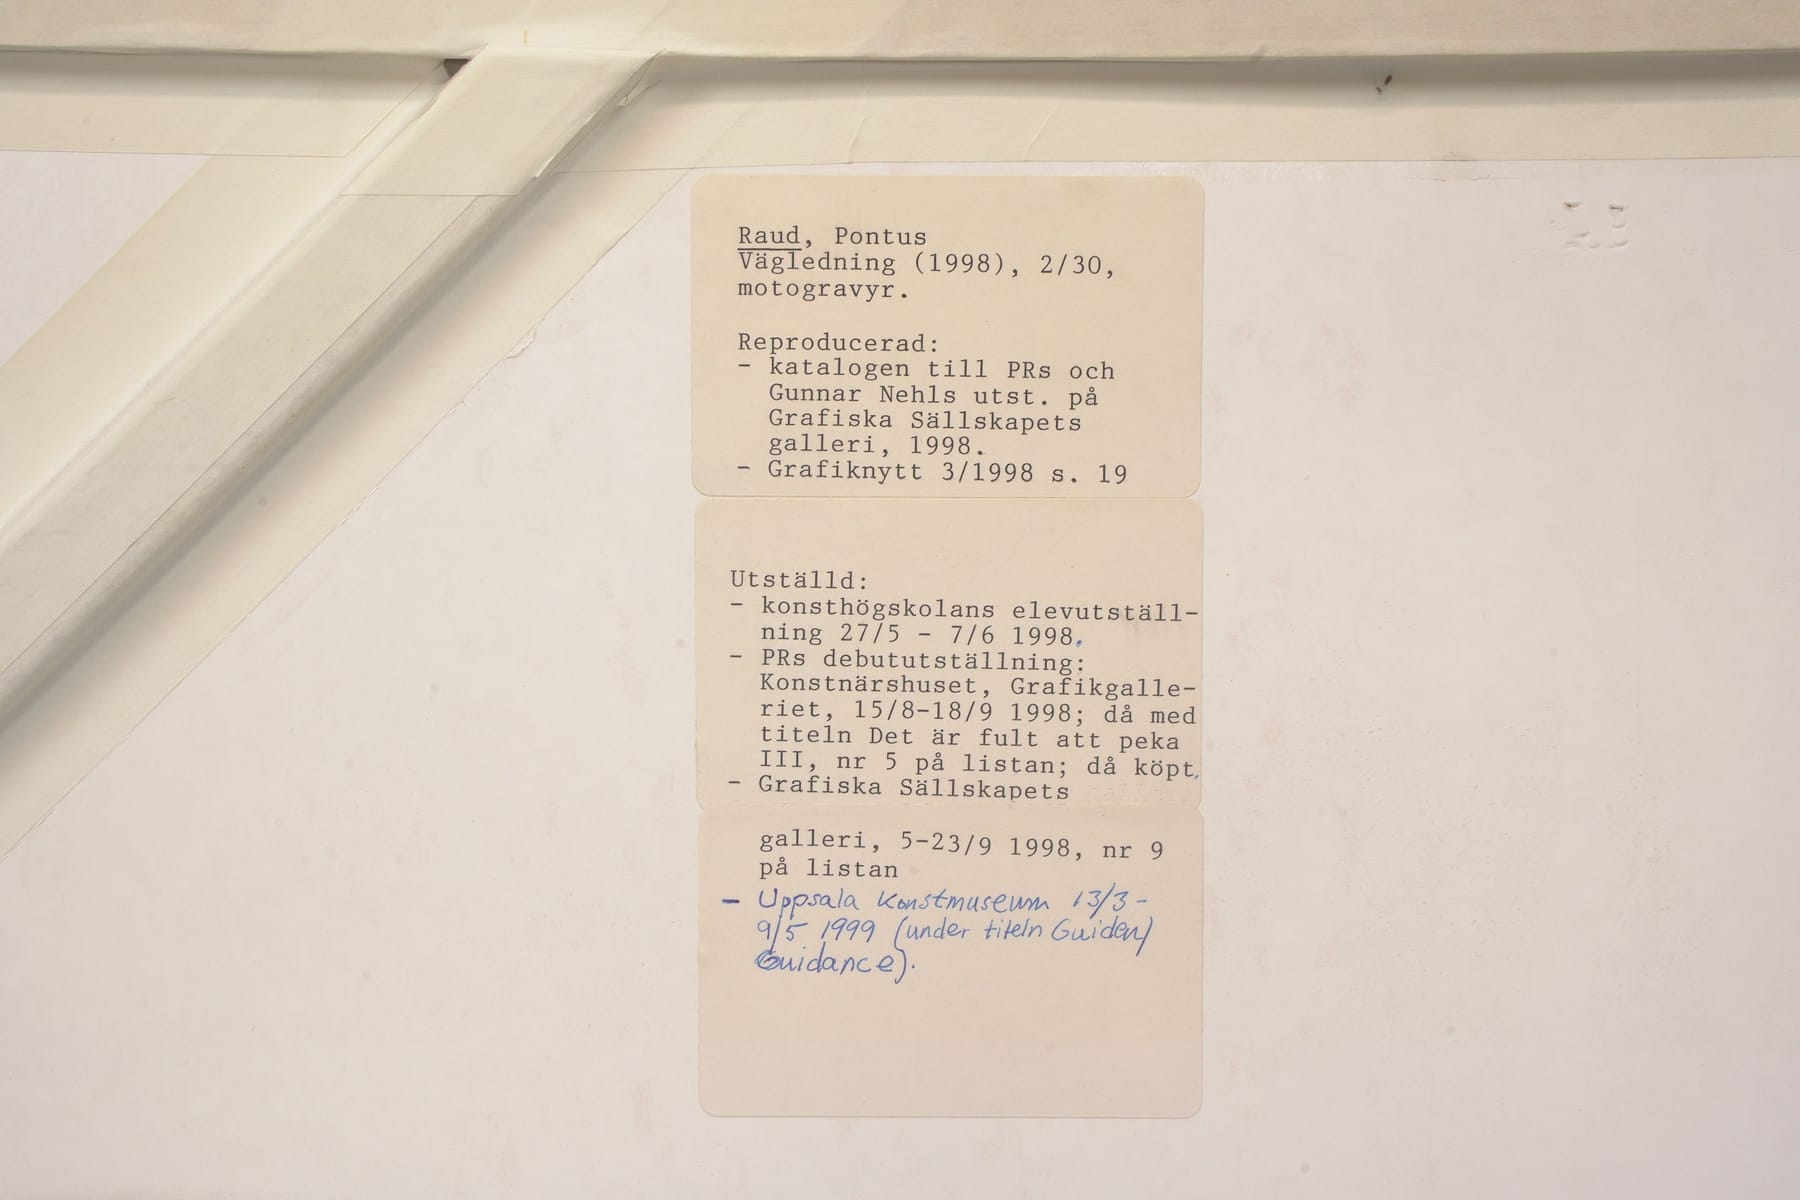 Raud, Pontus
Vägledning (1998), 2/30,
motogravyr.
Reproducerad:
- katalogen till PRs och
Gunnar Nehls utst. på
Grafiska Sällskapets
galleri, 1998.
- Grafiknytt 3/1998 s. 19
Utställd:
- konsthögskolans elevutställ-
ning 27/5 - 7/6 1998.
- PRs debututställning:
Konstnärshuset, Grafikgalle-
riet, 15/8-18/9 1998; då med
titeln Det är fult att peka
III, nr 5 på listan; då köpt.
- Grafiska Sällskapets
galleri, 5-23/9 1998, nr 9
på listan
- Uppsala Konstmuseum 13/3-
9/5 1999 (under titeln Guiden/
Guidance).